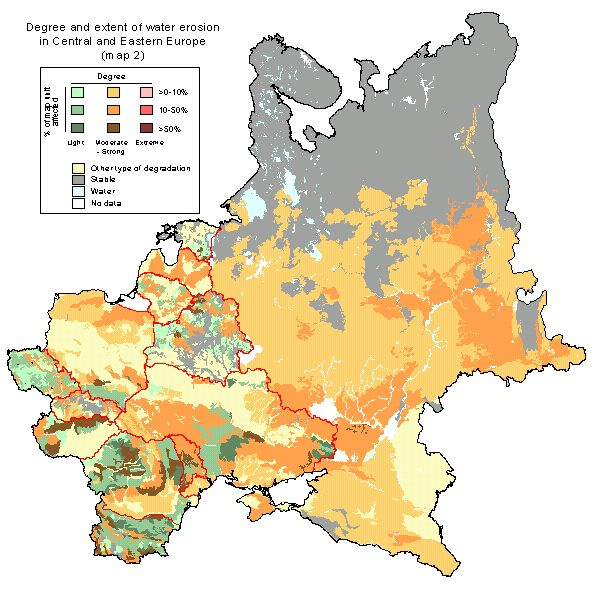 Degree and extent of water erosion
in Central and Eastern Europe
(map 2)
Degree
% of map unit
affected
>0-10%
10-50%
>50%
Light Moderate - Strong Extreme
Other type of degradation
Stable
Water
No data